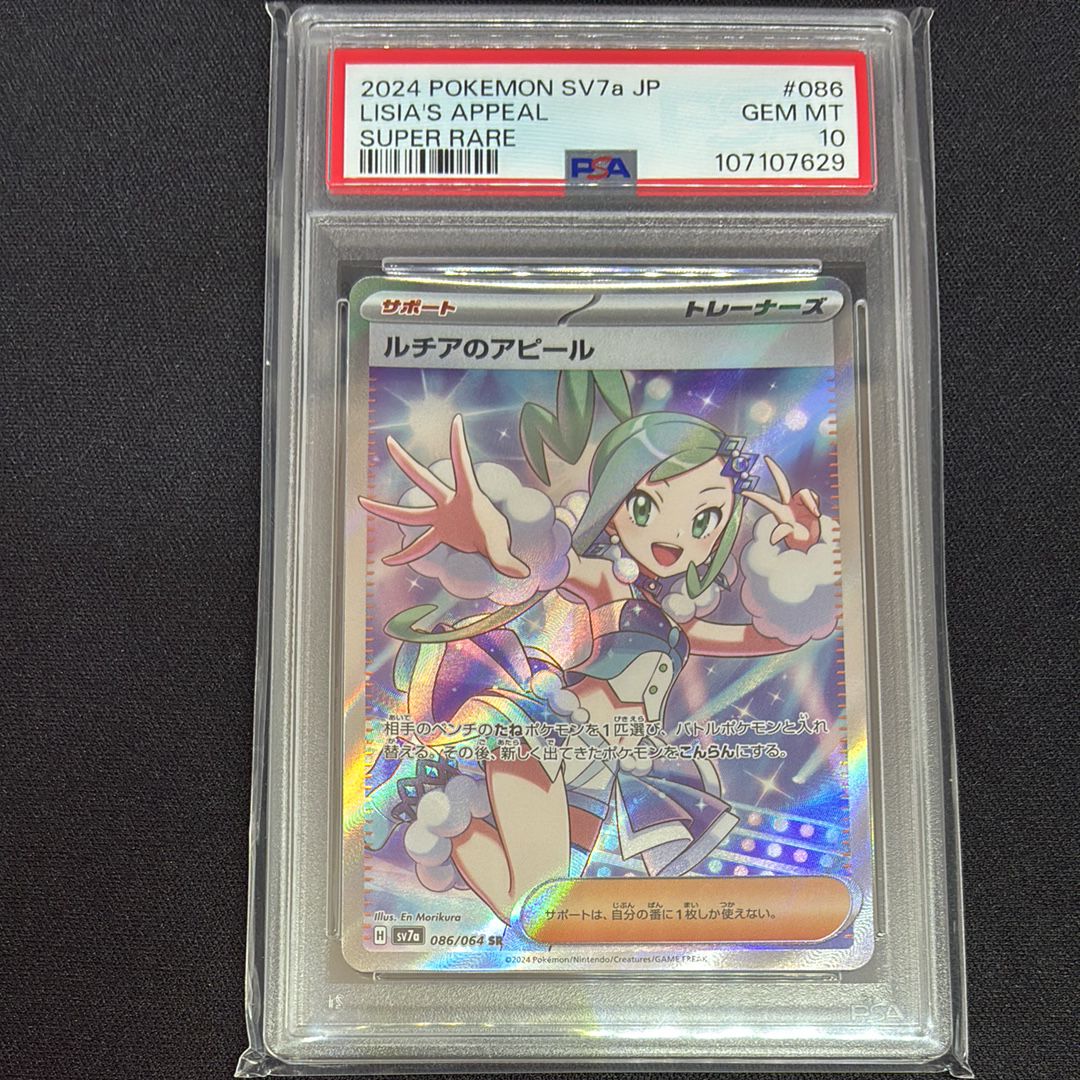 2024 POKEMON SV7a JP #086
LISIA'S APPEAL GEM MT
SUPER RARE 10
PSA 107107629
サポート トレーナーズ
ルチアのアピール
相手のベンチのたねポケモンを1匹選び、バトルポケモンと入れ
替える。その後、新しく出てきたポケモンをこんらんにする。
サポートは、自分の番に1枚しか使えない。
Illus. En Morikura
H sv7a 086/064 SR
©2024 Pokémon/Nintendo/Creatures/GAME FREAK
PSA